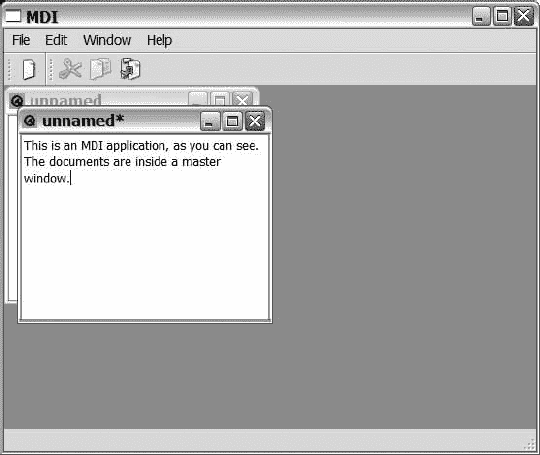 MDI
File Edit Window Help
unnamed
unnamed*
This is an MDI application, as you can see.
The documents are inside a master
window.